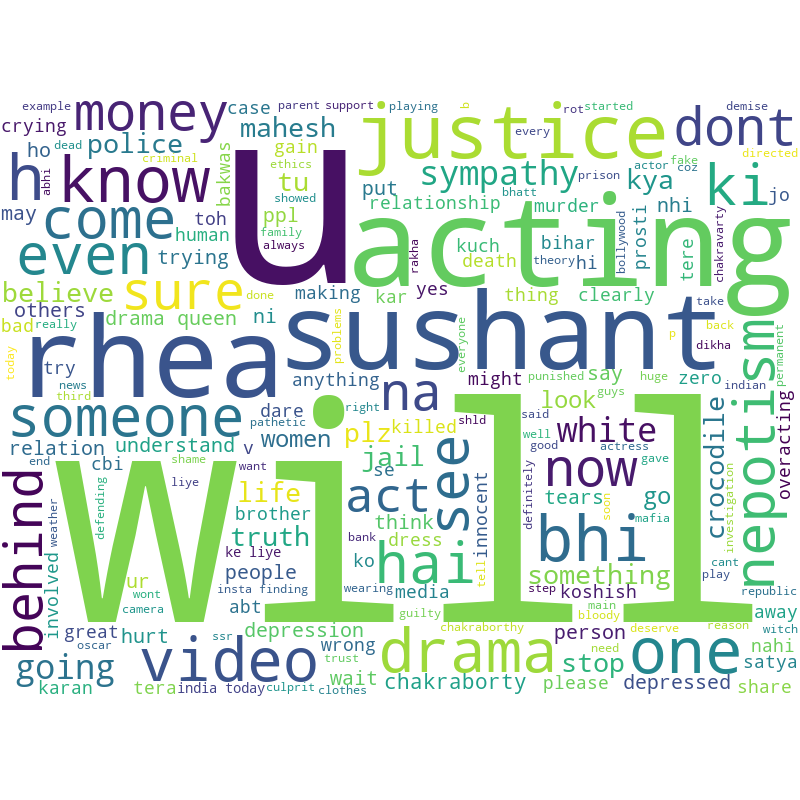 example
dead
parent
support
playing
b
rot
started
demise
crying
money
case
mahesh
gain
justice
every
dont
ho
police
criminal
bakwas
ethics
u
sympathy
actor
fake
directed
h
abhi
know
tu
showed
put
bhatt
prison
kya
coz
ki
jo
may
come
toh
ppl
relationship
murder
nhi
human
family
acting
always
rakha
kuch
bihar
bollywood
prosti
tere
chakravarty
even
trying
death
theory
hi
believe
sure
done
making
kar
yes
thing
clearly
take
others
drama queen
ni
problems
sushant
everyone
p
back
bad
really
rhea
dikha
permanent
today
try
news
third
anything
na
might
punished
say
guys
huge
zero
indian
nepotism
someone
pathetic
dare
right
shld
look
said
actress
overacting
relation
understand
v
women
plz
killed
well
good
white
gave
crocodile
end
cbi
shame
want
se
jail
see
definitely
now
go
behind
weather
defending
liye
life
act
think
innocent
tears
soon
mafia
investigation
truth
brother
bank
dress
bhi
cant
will
ke liye
ko
hai
tell
something
play
involved
ur
people
insta finding
wearing
media
step
koshish
republic
wont
camera
abt
guilty
main
bloody
deserve
reason
away
great
hurt
ssr
depression
wrong
chakraborthy
person
witch
going
oscar
video
trust
drama
need
stop
one
nahi
satya
karan
tera
india today
culprit
wait
clothes
chakraborty
please
depressed
share